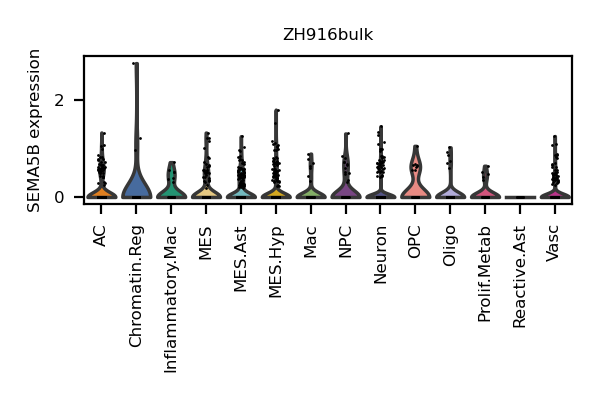 ZH916bulk
SEMA5B expression
2
0
AC
Chromatin.Reg
Inflammatory.Mac
MES
MES.Ast
MES.Hyp
Mac
NPC
Neuron
OPC
Oligo
Prolif.Metab
Reactive.Ast
Vasc